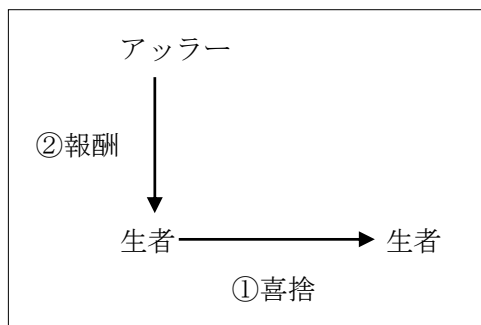 アッラー
②報酬
生者 生者
①喜捨